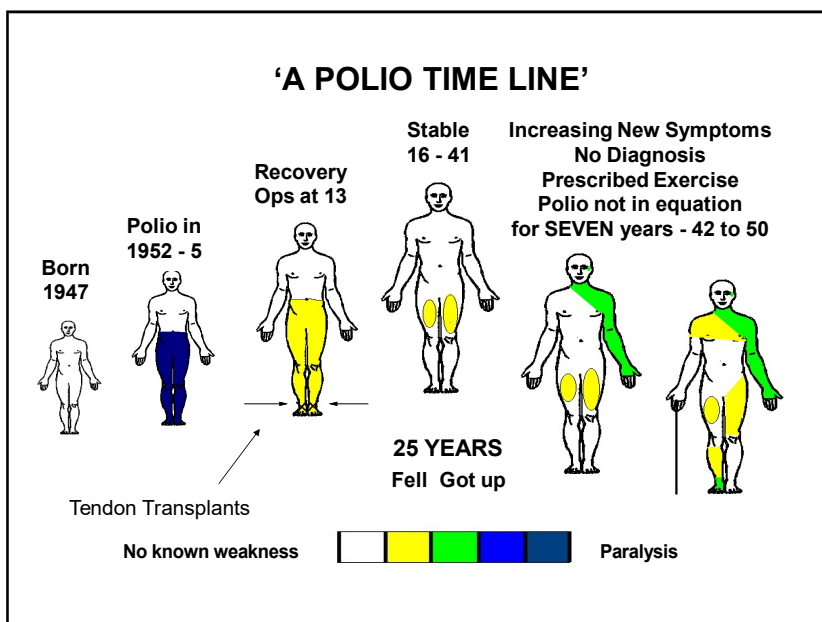 ‘A POLIO TIME LINE’
Born
1947
Polio in
1952 - 5
Recovery
Ops at 13
Stable
16 - 41
Increasing New Symptoms
No Diagnosis
Prescribed Exercise
Polio not in equation
for SEVEN years - 42 to 50
25 YEARS
Fell Got up
Tendon Transplants
No known weakness
Paralysis